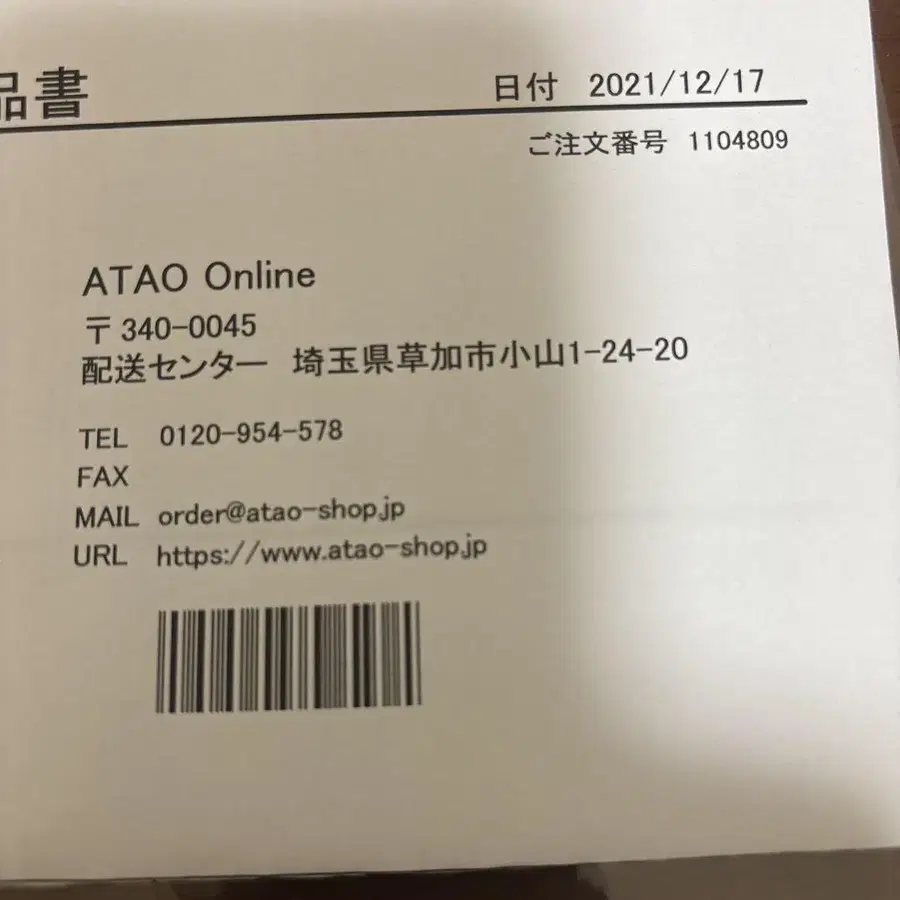 品書
日付 2021/12/17
ご注文番号 1104809
ATAO Online
〒340-0045
配送センター 埼玉県草加市小山1-24-20
TEL 0120-954-578
FAX
MAIL order@atao-shop.jp
URL https://www.atao-shop.jp